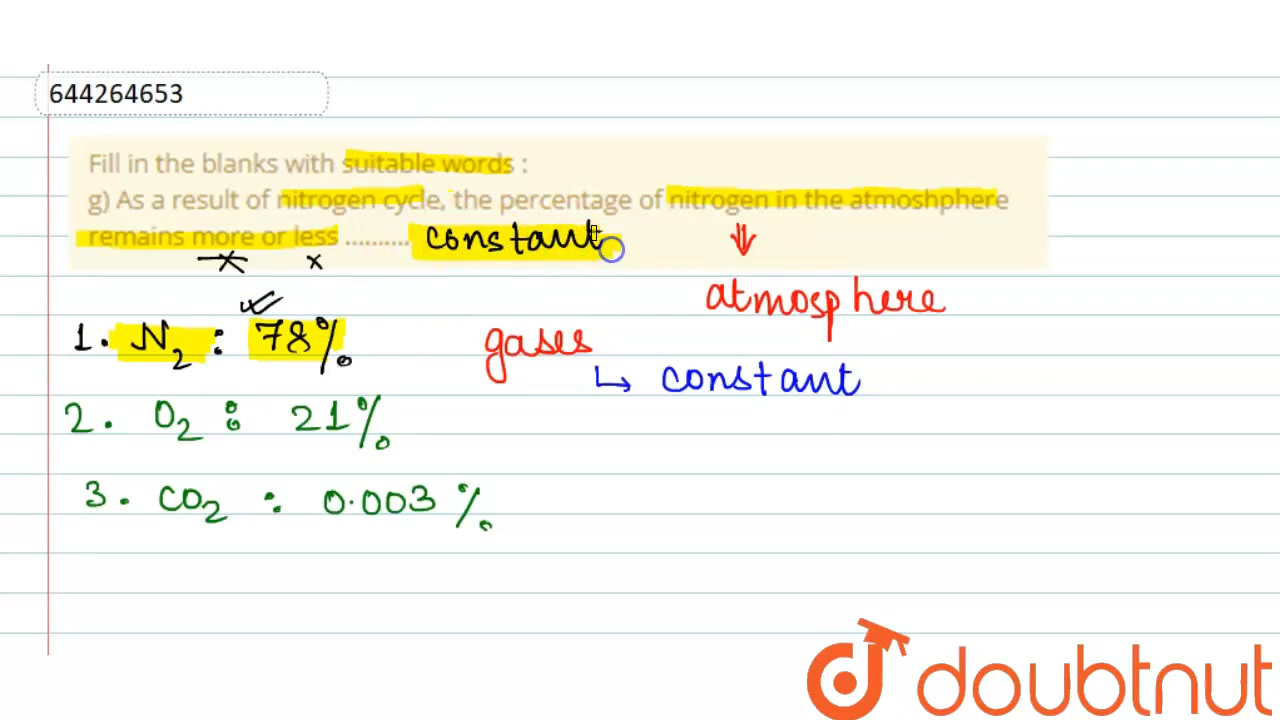 644264653
Fill in the blanks with suitable words :
g) As a result of nitrogen cycle, the percentage of nitrogen in the atmoshphere
remains more or less .......... constant
atmosphere
1. N2 : 78%
gases
↳ constant
2. O2 : 21%
3. CO2 : 0.003 %
doubtnut